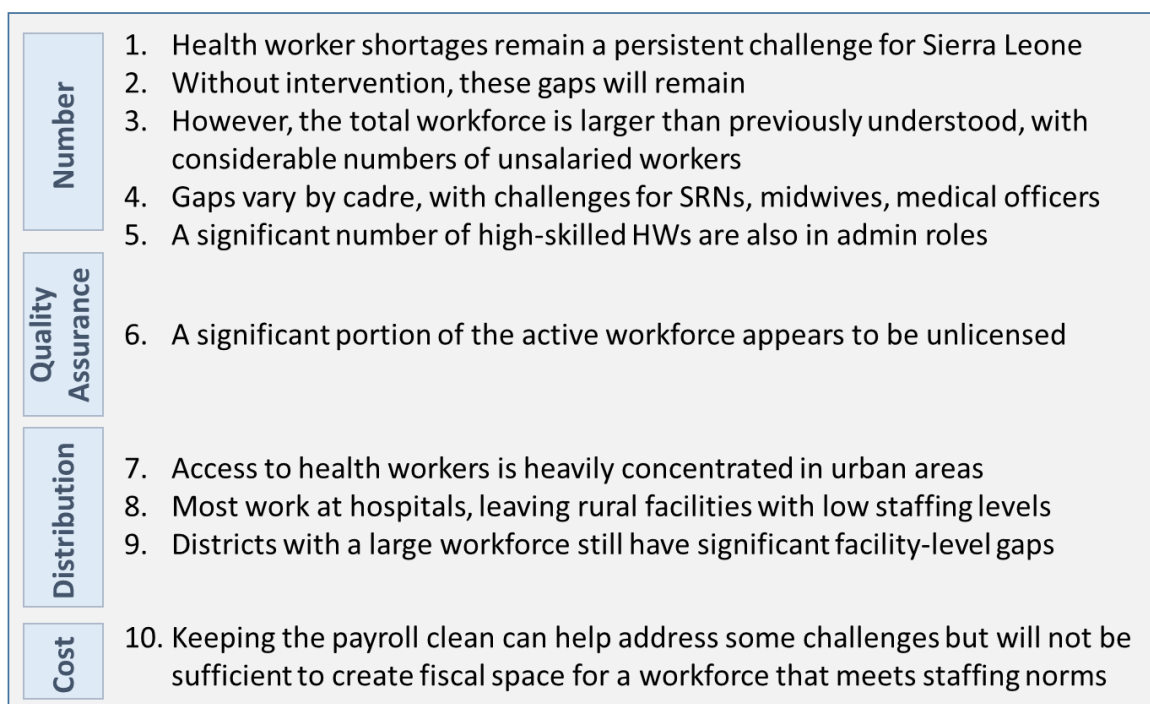 Number
1. Health worker shortages remain a persistent challenge for Sierra Leone
2. Without intervention, these gaps will remain
3. However, the total workforce is larger than previously understood, with
considerable numbers of unsalaried workers
4. Gaps vary by cadre, with challenges for SRNs, midwives, medical officers
5. A significant number of high-skilled HWs are also in admin roles
Quality
Assurance
6. A significant portion of the active workforce appears to be unlicensed
Distribution
7. Access to health workers is heavily concentrated in urban areas
8. Most work at hospitals, leaving rural facilities with low staffing levels
9. Districts with a large workforce still have significant facility-level gaps
Cost
10. Keeping the payroll clean can help address some challenges but will not be
sufficient to create fiscal space for a workforce that meets staffing norms